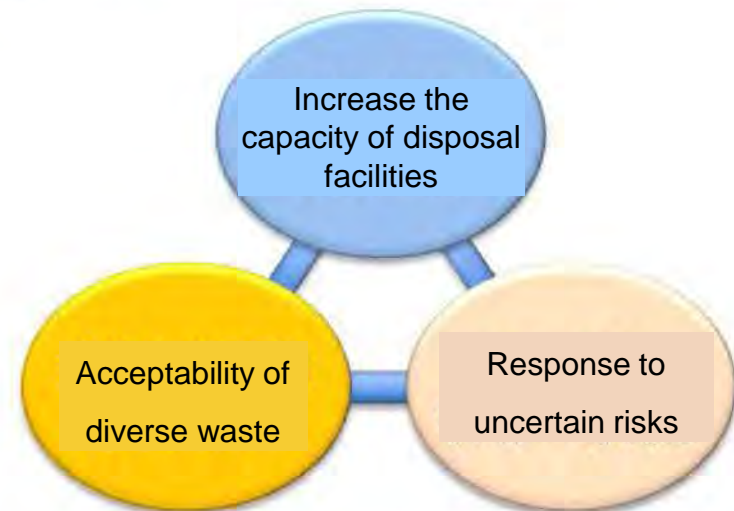 Increase the
capacity of disposal
facilities
Acceptability of
diverse waste
Response to
uncertain risks